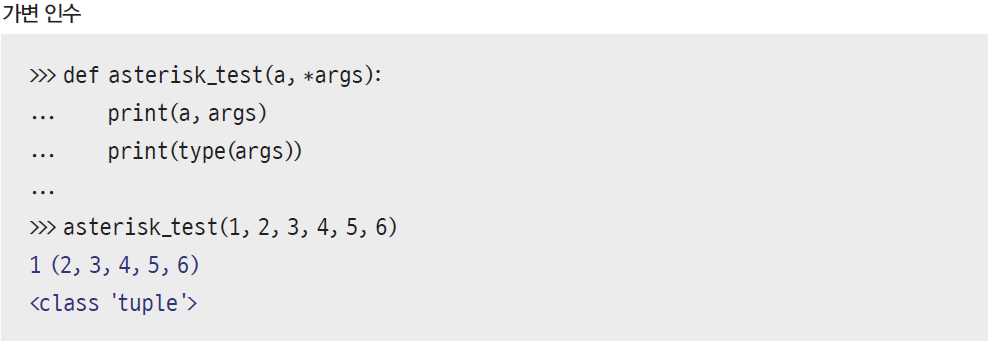 가변 인수
>>> def asterisk_test(a, *args):
...     print(a, args)
...     print(type(args))
...
>>> asterisk_test(1, 2, 3, 4, 5, 6)
1 (2, 3, 4, 5, 6)
<class 'tuple'>